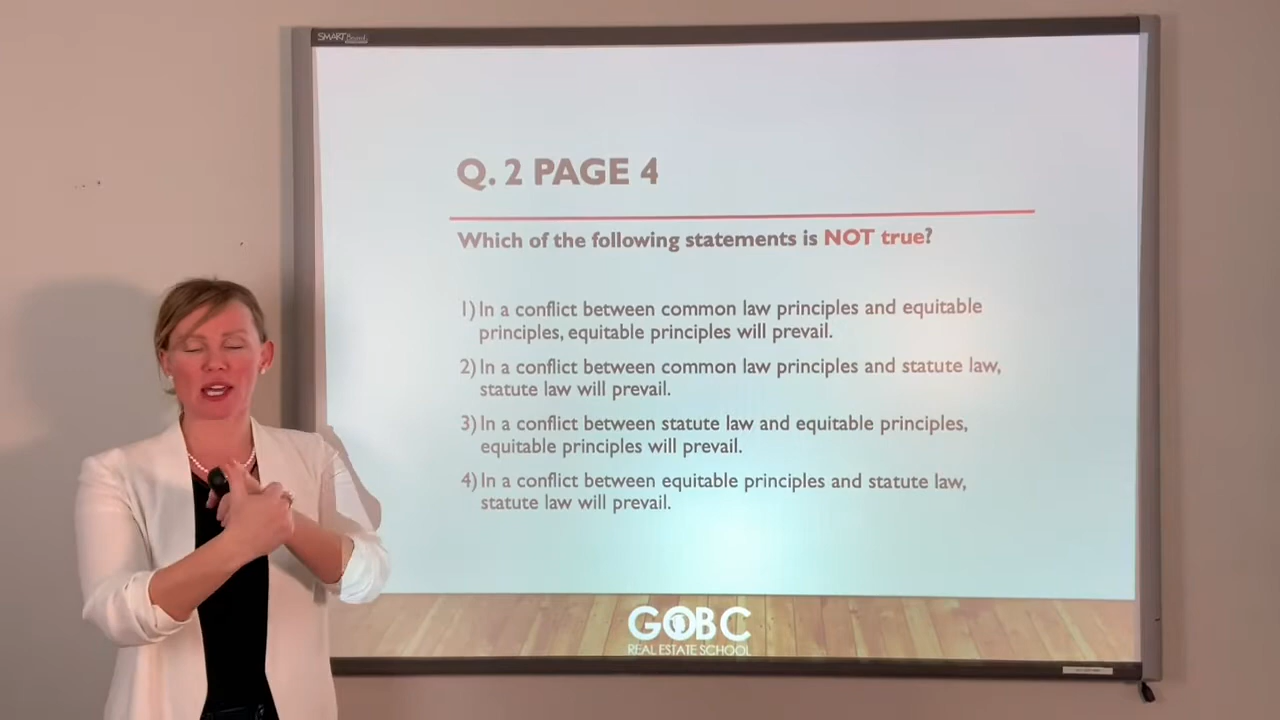 SMART Board
Q. 2 PAGE 4
Which of the following statements is NOT true?
1) In a conflict between common law principles and equitable
principles, equitable principles will prevail.
2) In a conflict between common law principles and statute law,
statute law will prevail.
3) In a conflict between statute law and equitable principles,
equitable principles will prevail.
4) In a conflict between equitable principles and statute law,
statute law will prevail.
GOBC
REAL ESTATE SCHOOL